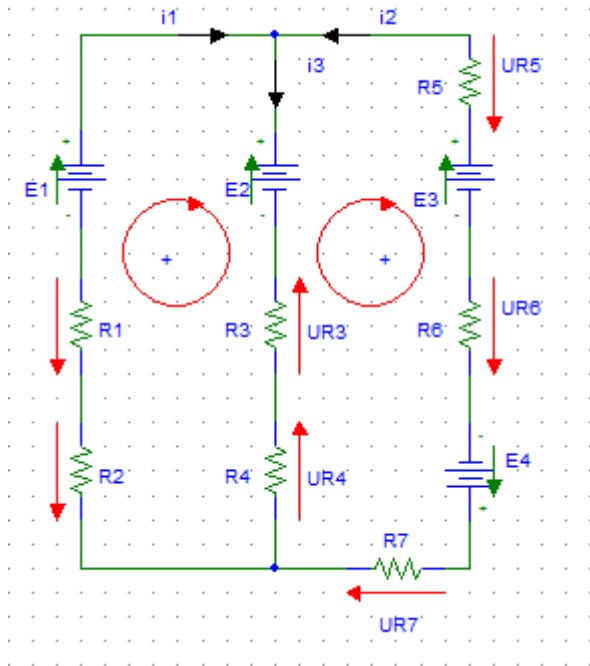 i1
i2
i3
UR5
R5
+
+
+
E1
E2
E3
-
-
-
+
+
R1
R3
UR3
R6
UR6
R2
R4
UR4
-
E4
+
R7
UR7